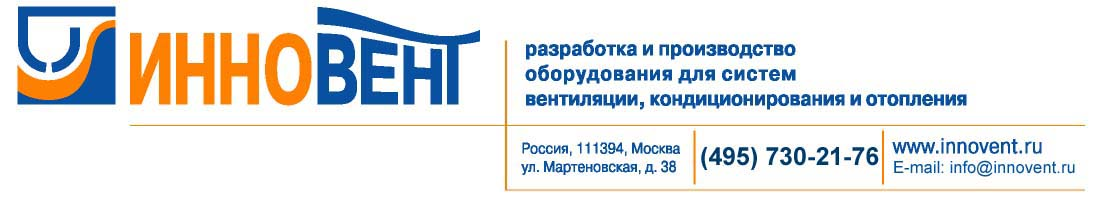 ИННОВЕНТ
разработка и производство
оборудования для систем
вентиляции, кондиционирования и отопления
Россия, 111394, Москва
ул. Мартеновская, д. 38
(495) 730-21-76
www.innovent.ru
E-mail: info@innovent.ru